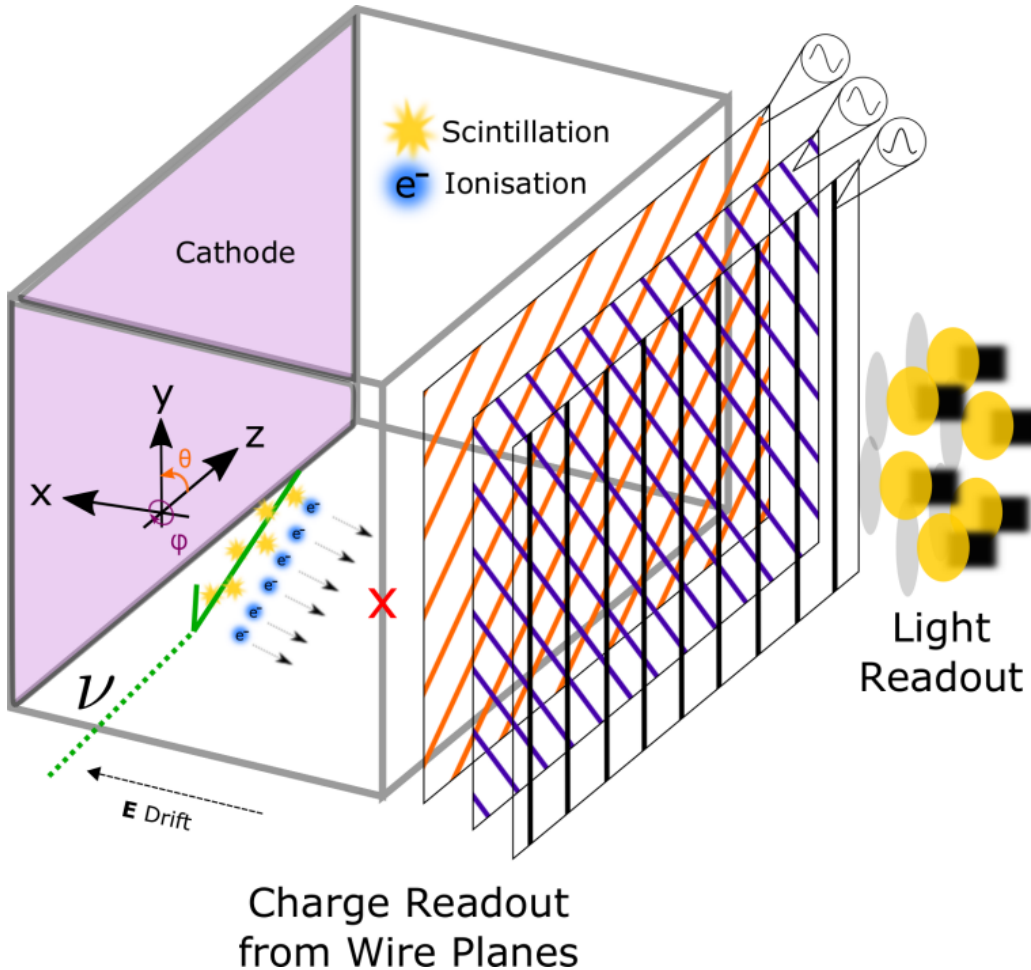 Scintillation
e⁻ Ionisation
Cathode
y
θ
z
x
φ
e⁻
e⁻
e⁻
e⁻
e⁻
e⁻
X
ν
E Drift
Light
Readout
Charge Readout
from Wire Planes